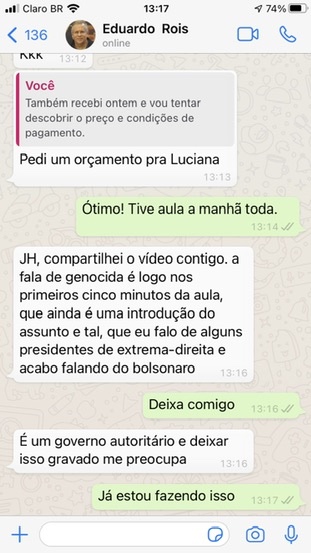 Claro BR
13:17
74%
136
Eduardo Rois
online
Kkk
13:12
Você
Também recebi ontem e vou tentar
descobrir o preço e condições de
pagamento.
Pedi um orçamento pra Luciana
13:13
Ótimo! Tive aula a manhã toda.
13:14
JH, compartilhei o vídeo contigo. a
fala de genocida é logo nos
primeiros cinco minutos da aula,
que ainda é uma introdução do
assunto e tal, que eu falo de alguns
presidentes de extrema-direita e
acabo falando do bolsonaro
13:16
Deixa comigo
13:16
É um governo autoritário e deixar
isso gravado me preocupa
13:16
Já estou fazendo isso
13:17